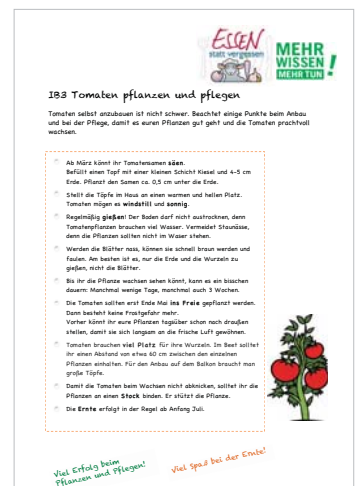 ESSEN
statt vergessen
MEHR
WISSEN
MEHR TUN!
IB3 Tomaten pflanzen und pflegen
Tomaten selbst anzubauen ist nicht schwer. Beachtet einige Punkte beim Anbau
und bei der Pflege, damit es euren Pflanzen gut geht und die Tomaten prachtvoll
wachsen.
Ab März könnt ihr Tomatensamen säen.
Befüllt einen Topf mit einer kleinen Schicht Kiesel und 4-5 cm
Erde. Pflanzt den Samen ca. 0,5 cm unter die Erde.
Stellt die Töpfe im Haus an einen warmen und hellen Platz.
Tomaten mögen es windstill und sonnig.
Regelmäßig gießen! Der Boden darf nicht austrocknen, denn
Tomatenpflanzen brauchen viel Wasser. Vermeidet Staunässe,
denn die Pflanzen sollten nicht im Waser stehen.
Werden die Blätter nass, können sie schnell braun werden und
faulen. Am besten ist es, nur die Erde und die Wurzeln zu
gießen, nicht die Blätter.
Bis ihr die Pflanze wachsen sehen könnt, kann es ein bisschen
dauern: Manchmal wenige Tage, manchmal auch 3 Wochen.
Die Tomaten sollten erst Ende Mai ins Freie gepflanzt werden.
Dann besteht keine Frostgefahr mehr.
Vorher könnt ihr eure Pflanzen tagsüber schon nach draußen
stellen, damit sie sich langsam an die frische Luft gewöhnen.
Tomaten brauchen viel Platz für ihre Wurzeln. Im Beet solltet
ihr einen Abstand von etwa 60 cm zwischen den einzelnen
Pflanzen einhalten. Für den Anbau auf dem Balkon braucht man
große Töpfe.
Damit die Tomaten beim Wachsen nicht abknicken, solltet ihr die
Pflanzen an einen Stock binden. Er stützt die Pflanze.
Die Ernte erfolgt in der Regel ab Anfang Juli.
Viel Erfolg beim
Pflanzen und Pflegen!
Viel Spaß bei der Ernte!